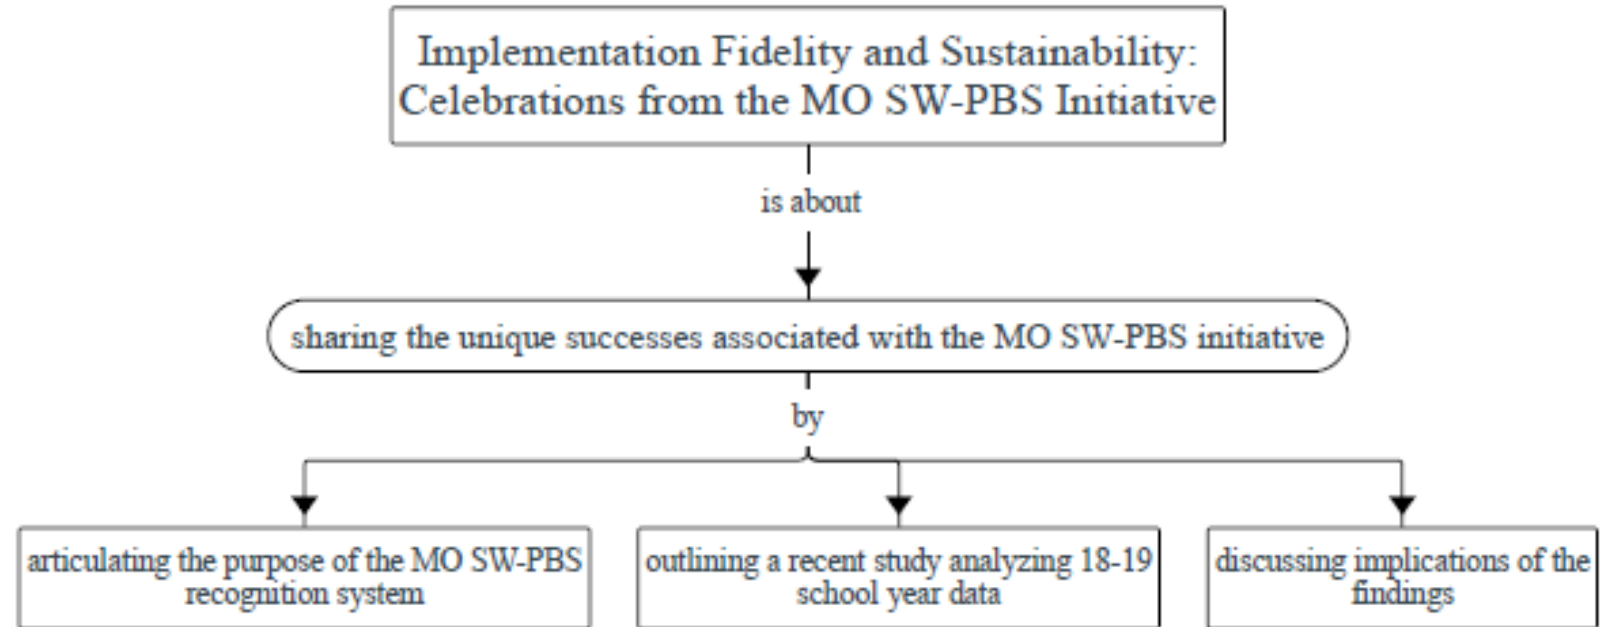 Implementation Fidelity and Sustainability:
Celebrations from the MO SW-PBS Initiative
is about
sharing the unique successes associated with the MO SW-PBS initiative
by
articulating the purpose of the MO SW-PBS
recognition system
outlining a recent study analyzing 18-19
school year data
discussing implications of the
findings